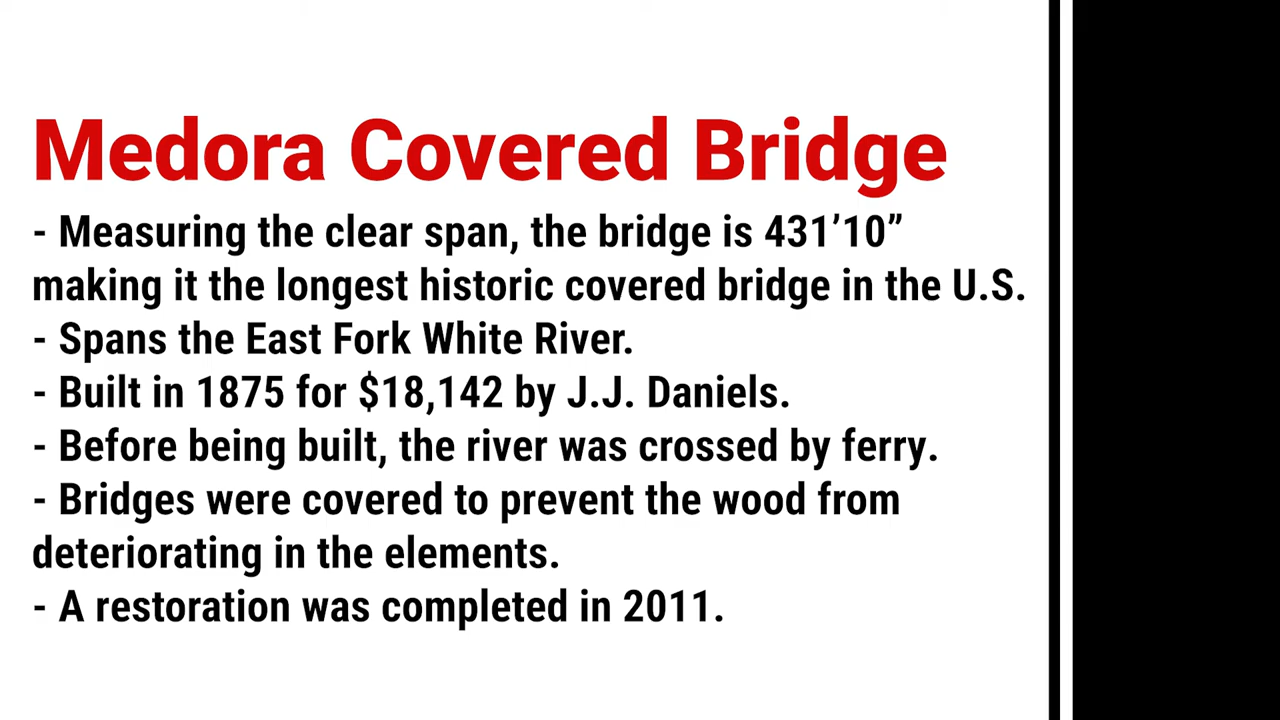 Medora Covered Bridge
- Measuring the clear span, the bridge is 431’10”
making it the longest historic covered bridge in the U.S.
- Spans the East Fork White River.
- Built in 1875 for $18,142 by J.J. Daniels.
- Before being built, the river was crossed by ferry.
- Bridges were covered to prevent the wood from
deteriorating in the elements.
- A restoration was completed in 2011.